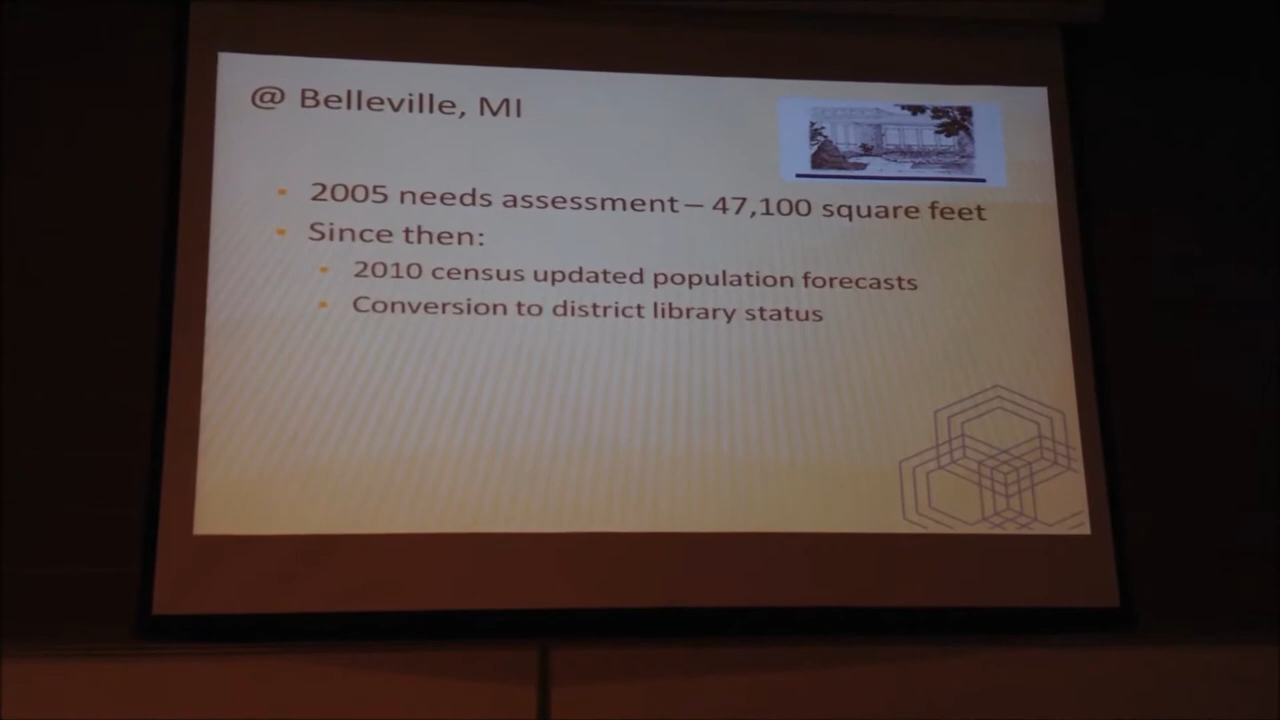 @ Belleville, MI
2005 needs assessment – 47,100 square feet
Since then:
2010 census updated population forecasts
Conversion to district library status